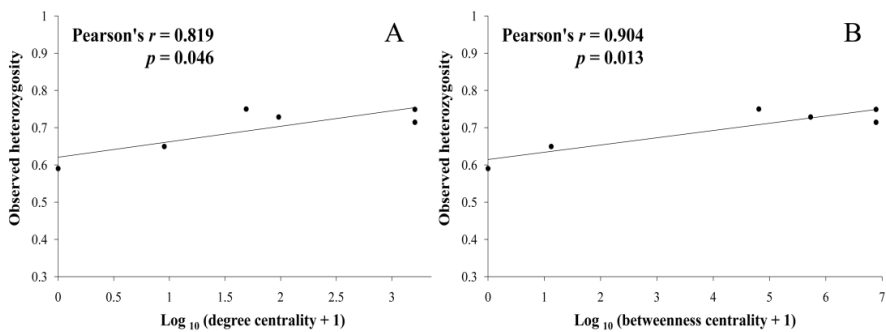 Pearson's r = 0.819
p = 0.046
A
1
0.9
0.8
0.7
0.6
0.5
0.4
0.3
Observed heterozygosity
0 0.5 1 1.5 2 2.5 3
Log 10 (degree centrality + 1)
Pearson's r = 0.904
p = 0.013
B
1
0.9
0.8
0.7
0.6
0.5
0.4
0.3
Observed heterozygosity
0 1 2 3 4 5 6 7
Log 10 (betweenness centrality + 1)